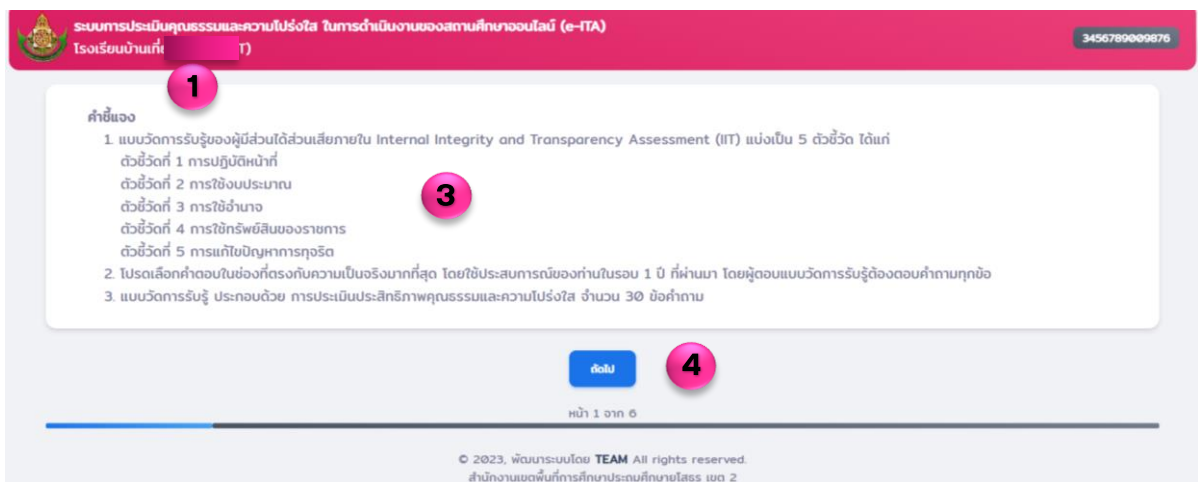 ระบบการประเมินคุณธรรมและความโปร่งใส ในการดำเนินงานของสถานศึกษาออนไลน์ (e-ITA)
โรงเรียนบ้านเที่ T)
3456789009876
1
คำชี้แจง
1. แบบวัดการรับรู้ของผู้มีส่วนได้ส่วนเสียภายใน Internal Integrity and Transparency Assessment (IIT) แบ่งเป็น 5 ตัวชี้วัด ได้แก่
ตัวชี้วัดที่ 1 การปฏิบัติหน้าที่
ตัวชี้วัดที่ 2 การใช้งบประมาณ
3
ตัวชี้วัดที่ 3 การใช้อำนาจ
ตัวชี้วัดที่ 4 การใช้ทรัพย์สินของราชการ
ตัวชี้วัดที่ 5 การแก้ไขปัญหาการทุจริต
2. โปรดเลือกคำตอบในช่องที่ตรงกับความเป็นจริงมากที่สุด โดยใช้ประสบการณ์ของท่านในรอบ 1 ปี ที่ผ่านมา โดยผู้ตอบแบบวัดการรับรู้ต้องตอบคำถามทุกข้อ
3. แบบวัดการรับรู้ ประกอบด้วย การประเมินประสิทธิภาพคุณธรรมและความโปร่งใส จำนวน 30 ข้อคำถาม
ถัดไป
4
หน้า 1 จาก 6
© 2023, พัฒนาระบบโดย TEAM All rights reserved.
สำนักงานเขตพื้นที่การศึกษาประถมศึกษายโสธร เขต 2